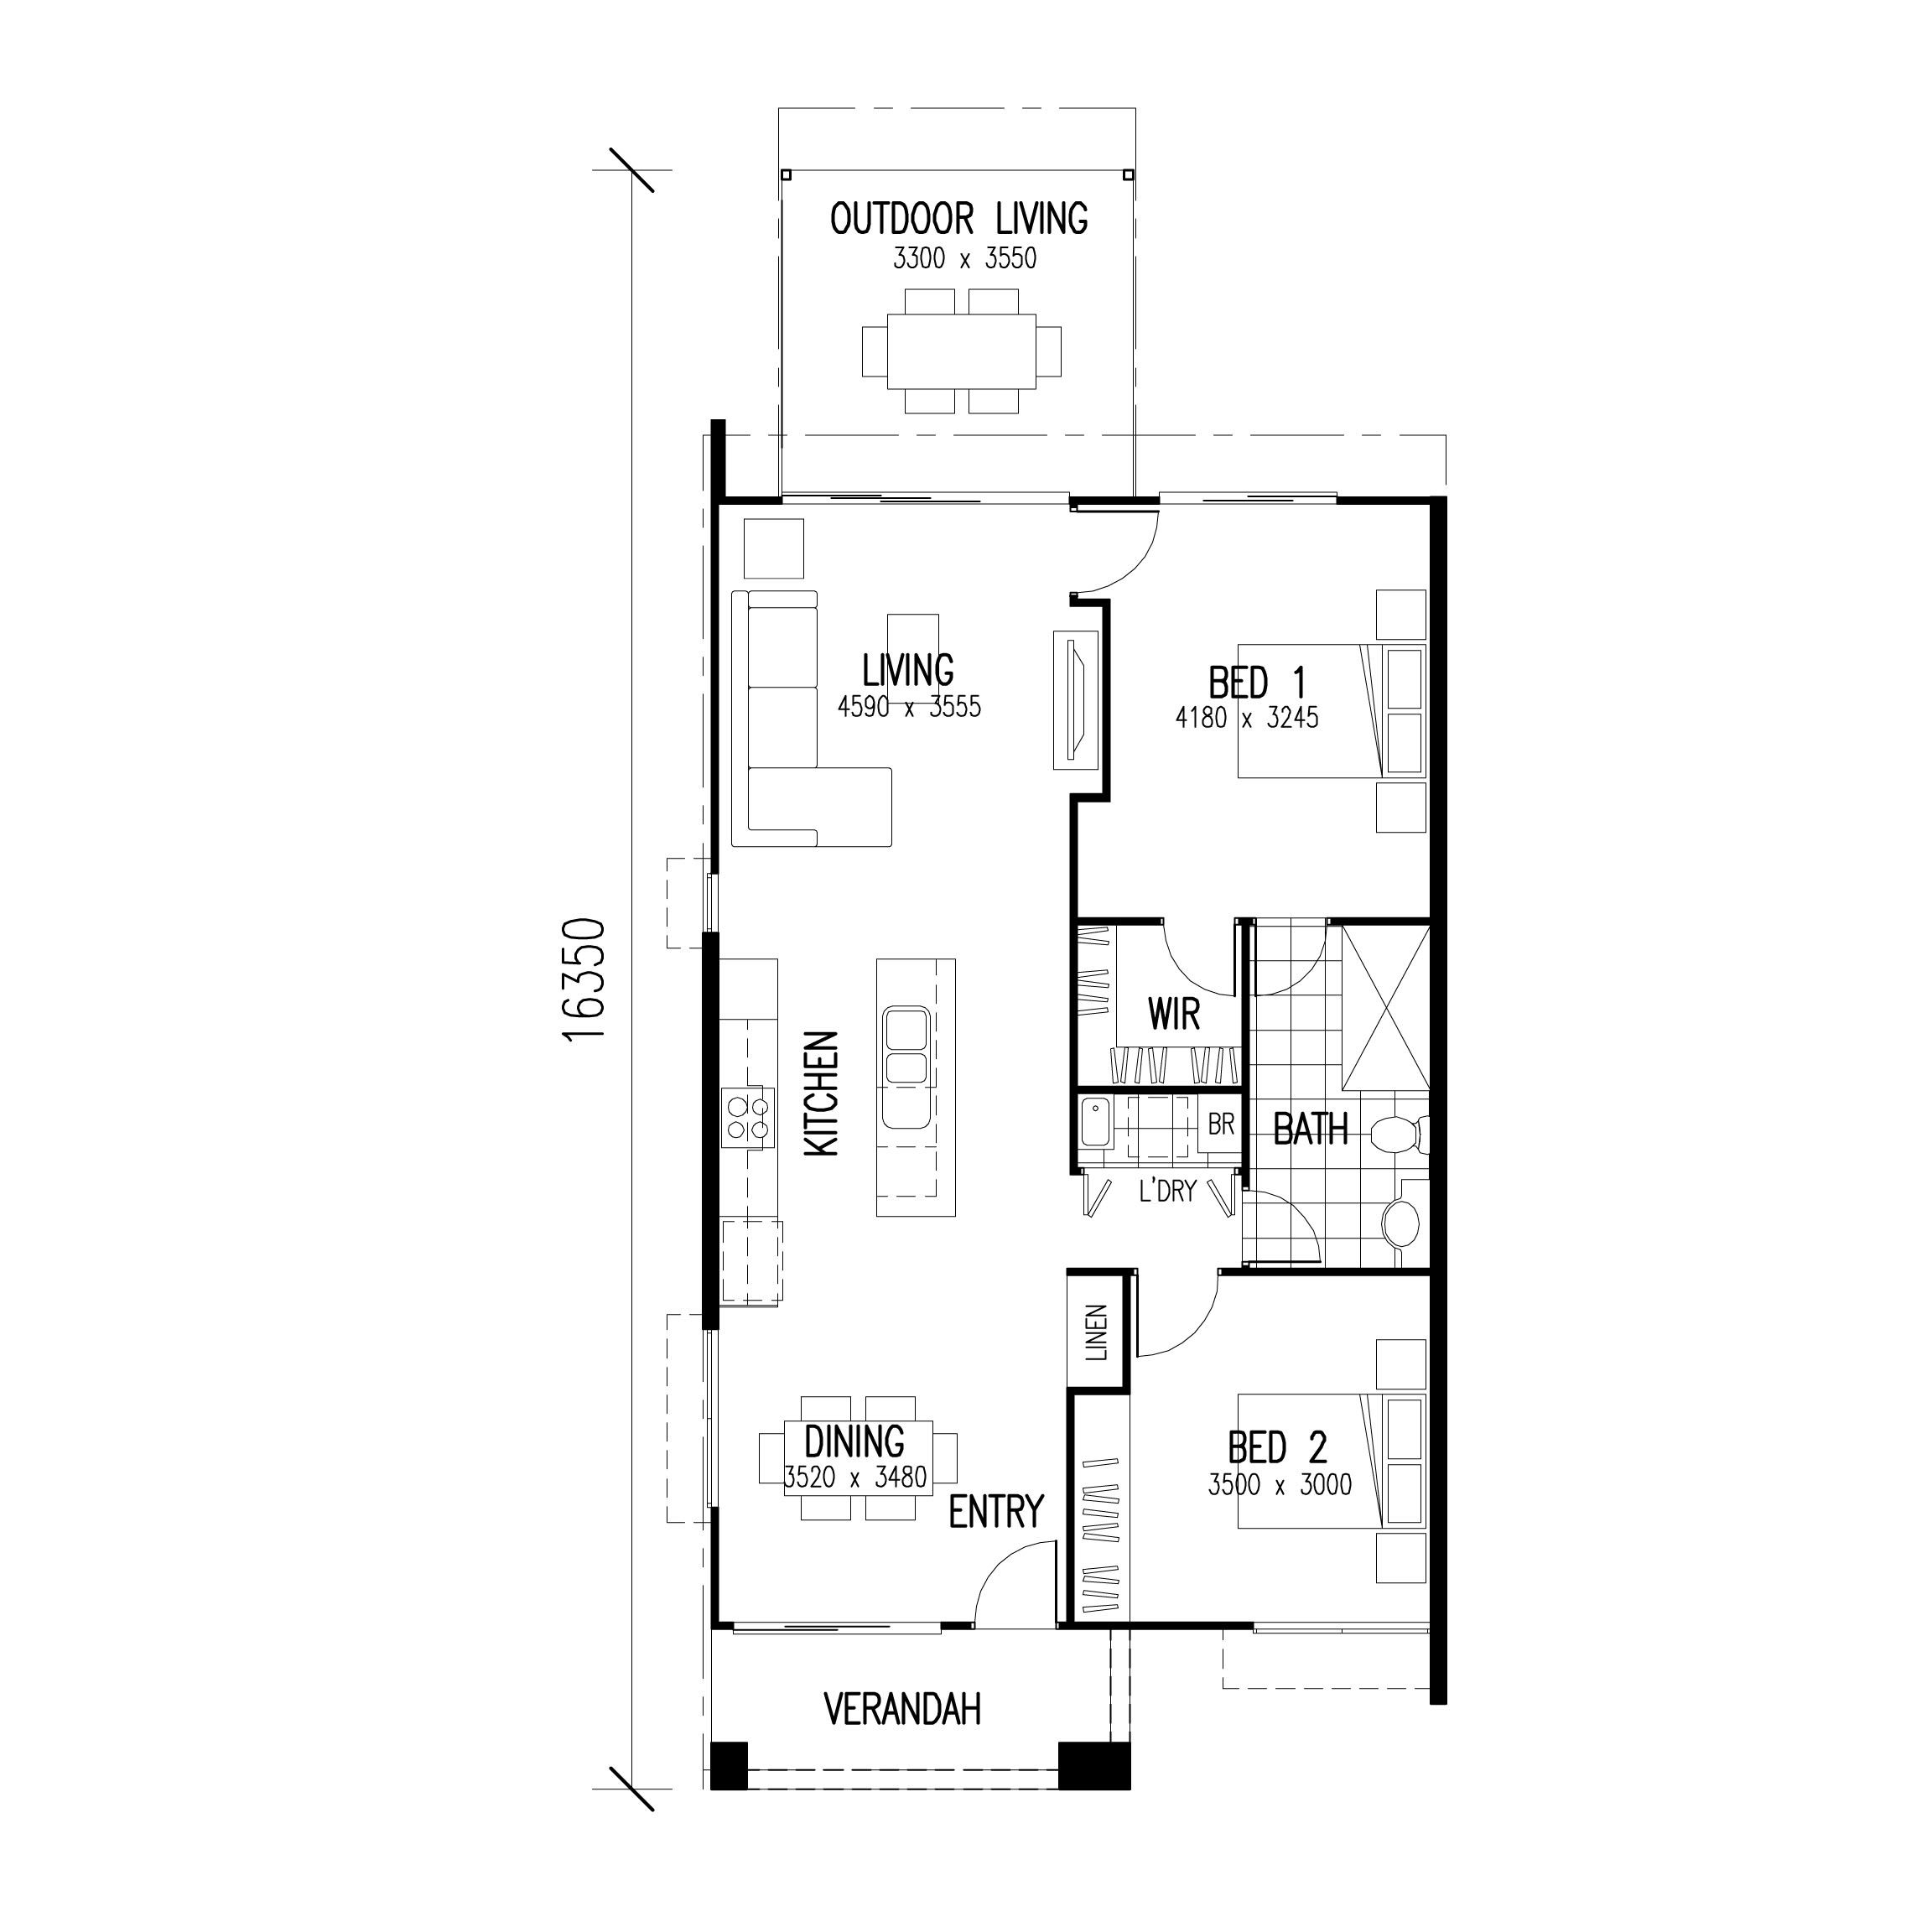 OUTDOOR LIVING
3300 x 3550
LIVING
4590 x 3555
BED 1
4180 x 3245
16350
KITCHEN
WIR
BR
BATH
L'DRY
LINEN
DINING
3520 x 3480
BED 2
3500 x 3000
ENTRY
VERANDAH